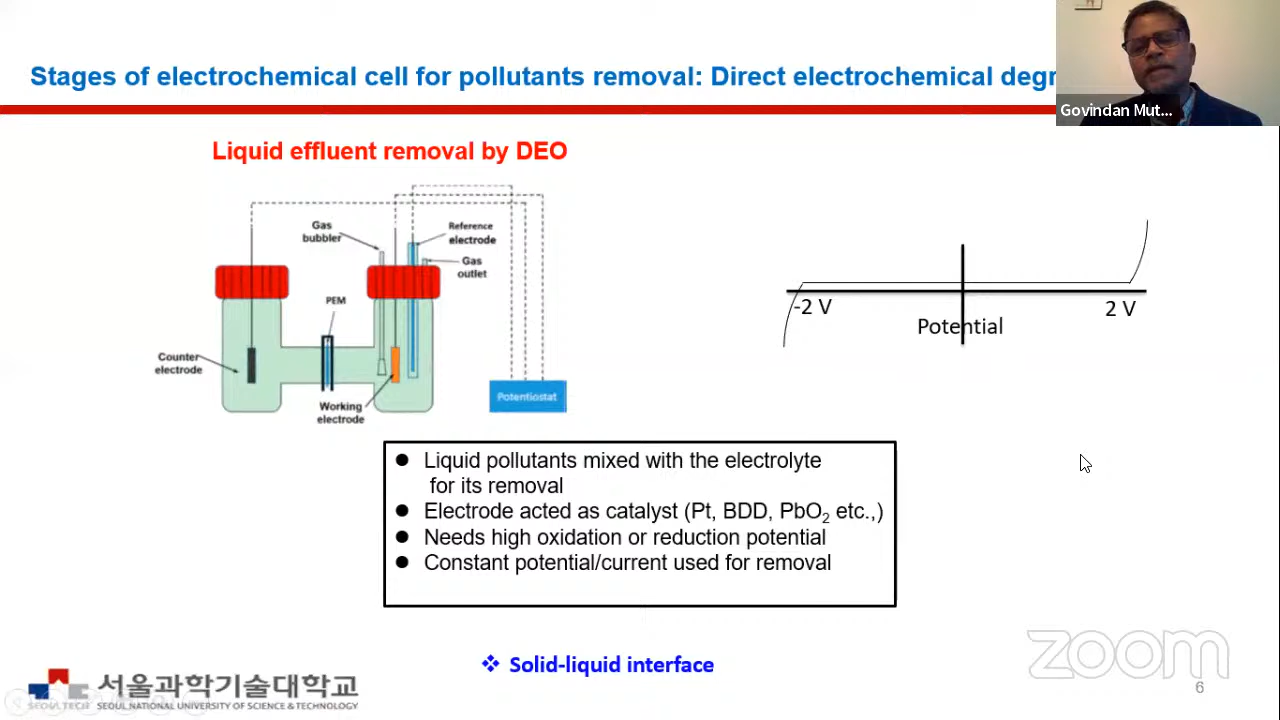 Stages of electrochemical cell for pollutants removal: Direct electrochemical degr
Govindan Mut...
Liquid effluent removal by DEO
Gas
bubbler
Reference
electrode
Gas
outlet
PEM
Counter
electrode
Working
electrode
Potentiostat
-2 V
2 V
Potential
● Liquid pollutants mixed with the electrolyte
for its removal
● Electrode acted as catalyst (Pt, BDD, PbO2 etc.,)
● Needs high oxidation or reduction potential
● Constant potential/current used for removal
❖ Solid-liquid interface
zoom
6
서울과학기술대학교
SEOUL TECH
SEOUL NATIONAL UNIVERSITY OF SCIENCE & TECHNOLOGY